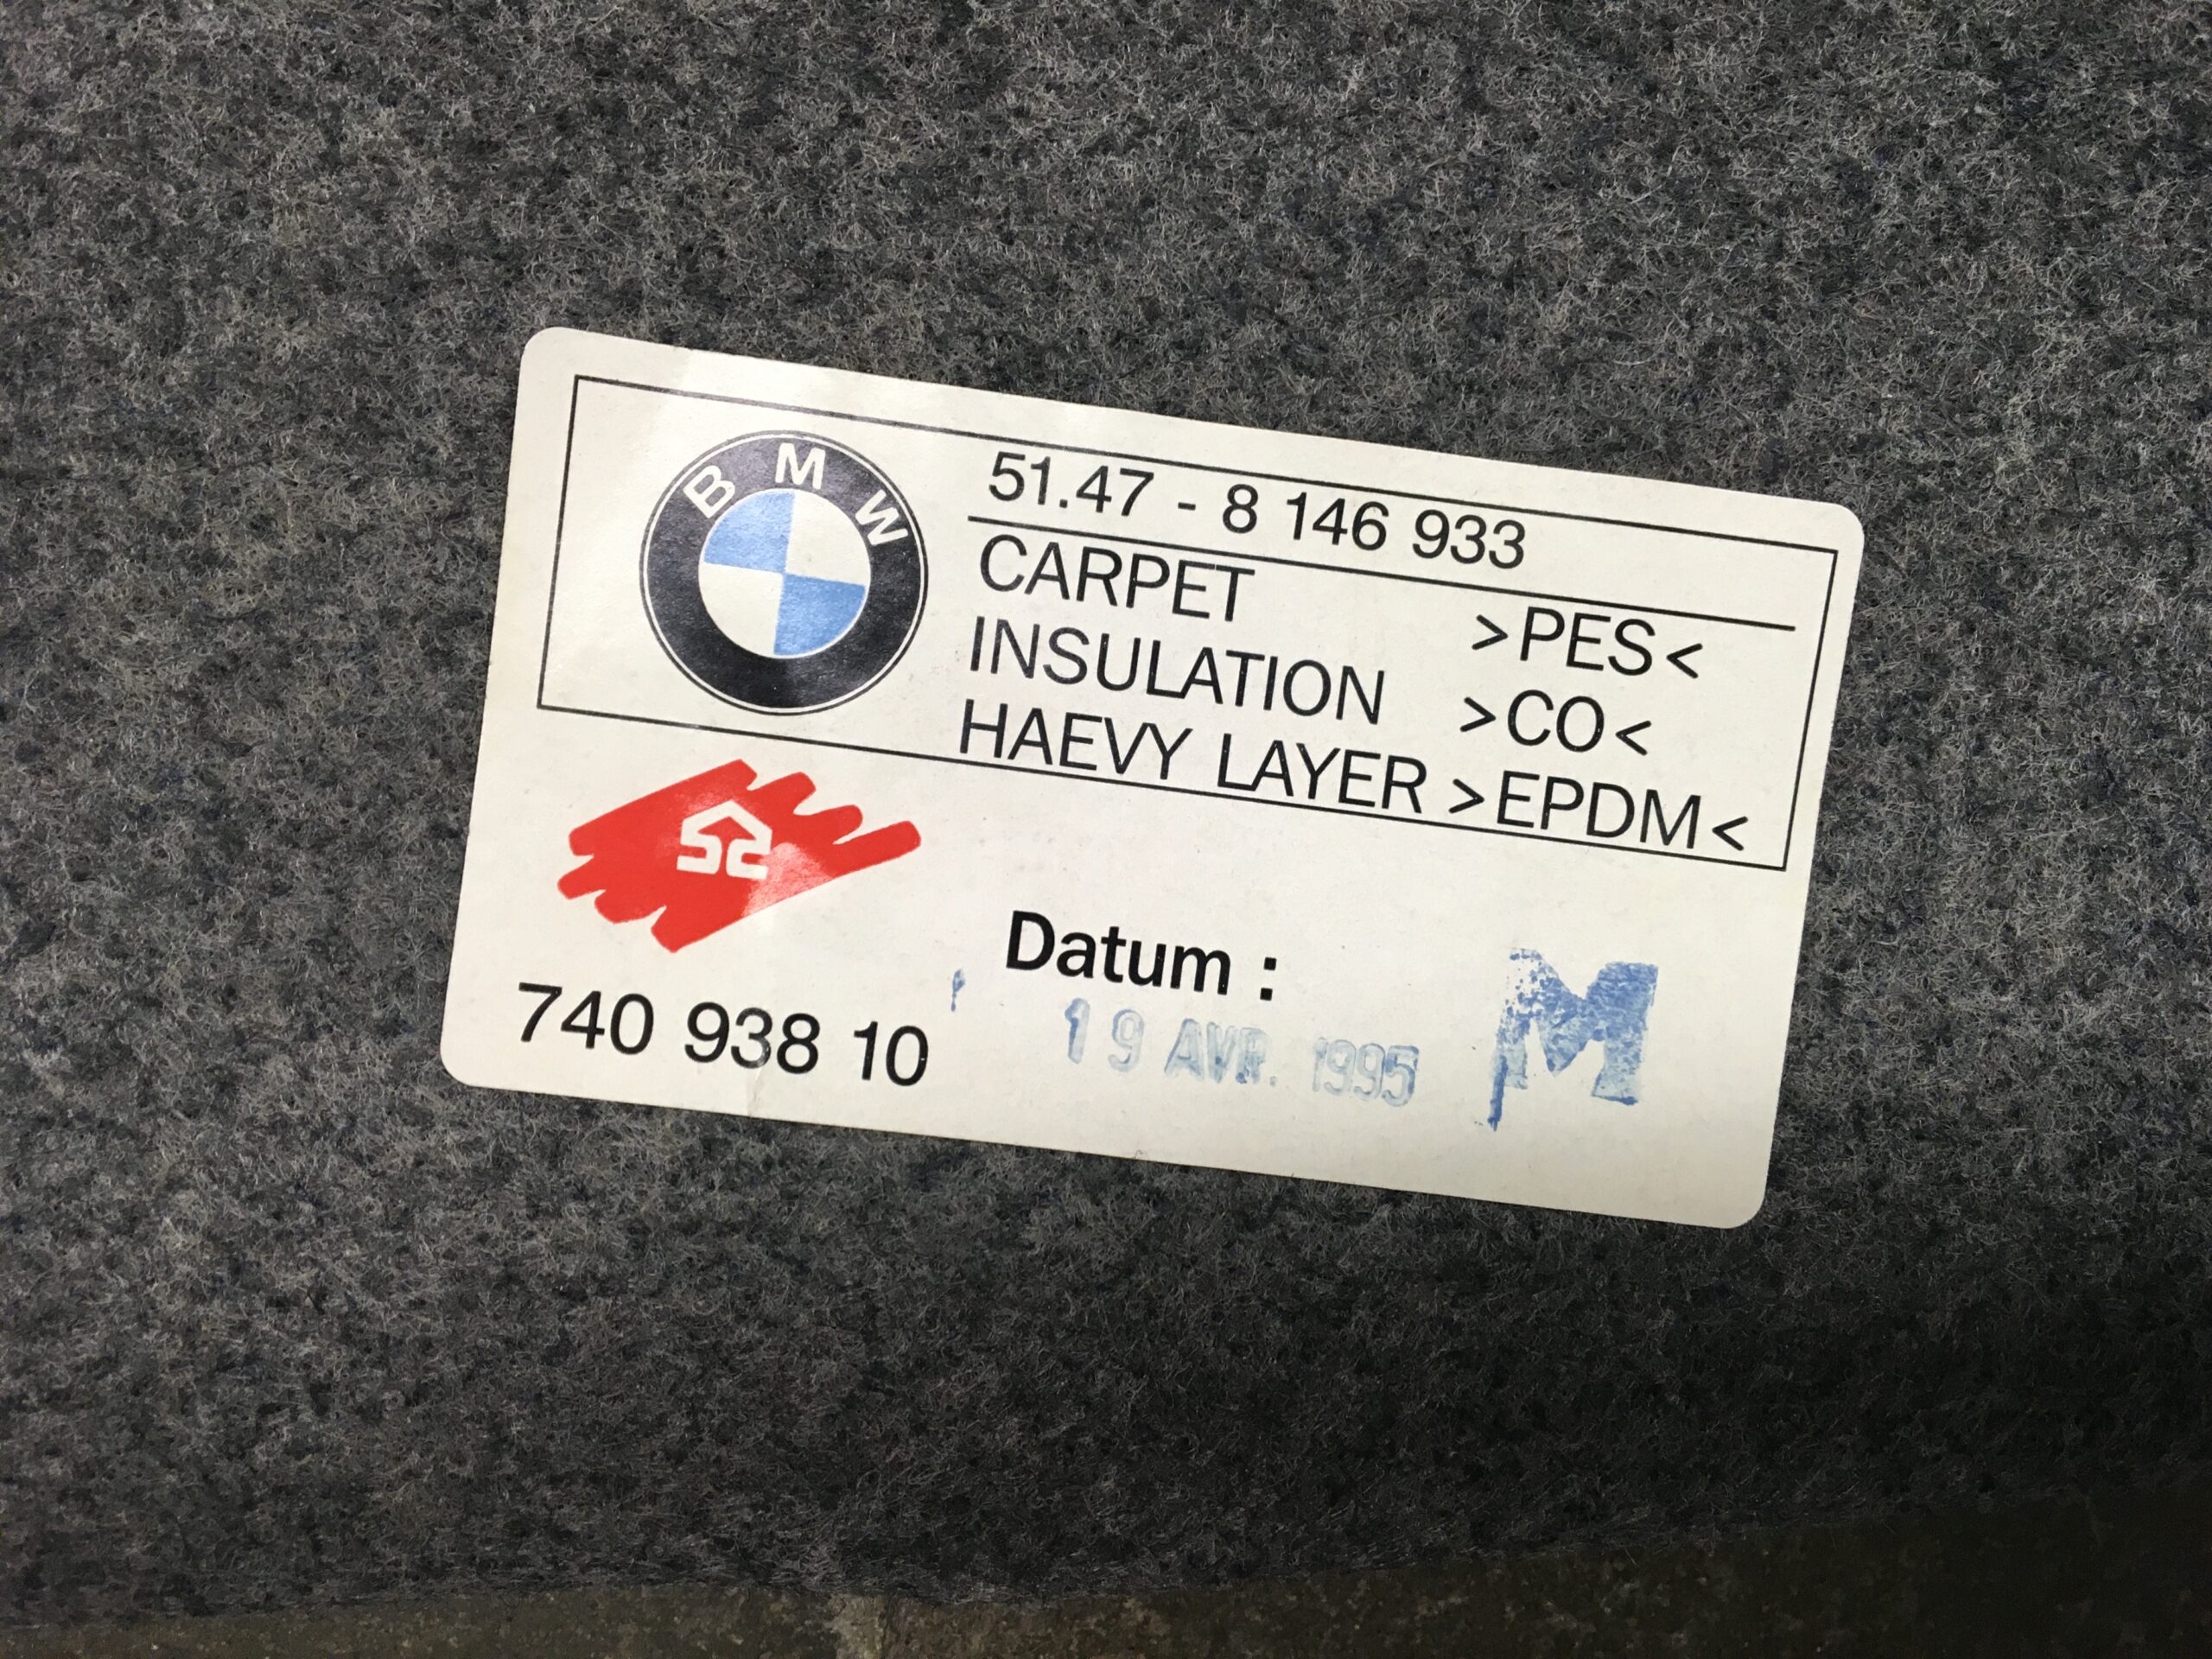 BMW
51.47 - 8 146 933
CARPET >PES<
INSULATION >CO<
HAEVY LAYER >EPDM<
Datum :
740 938 10
19 AVR. 1995
M